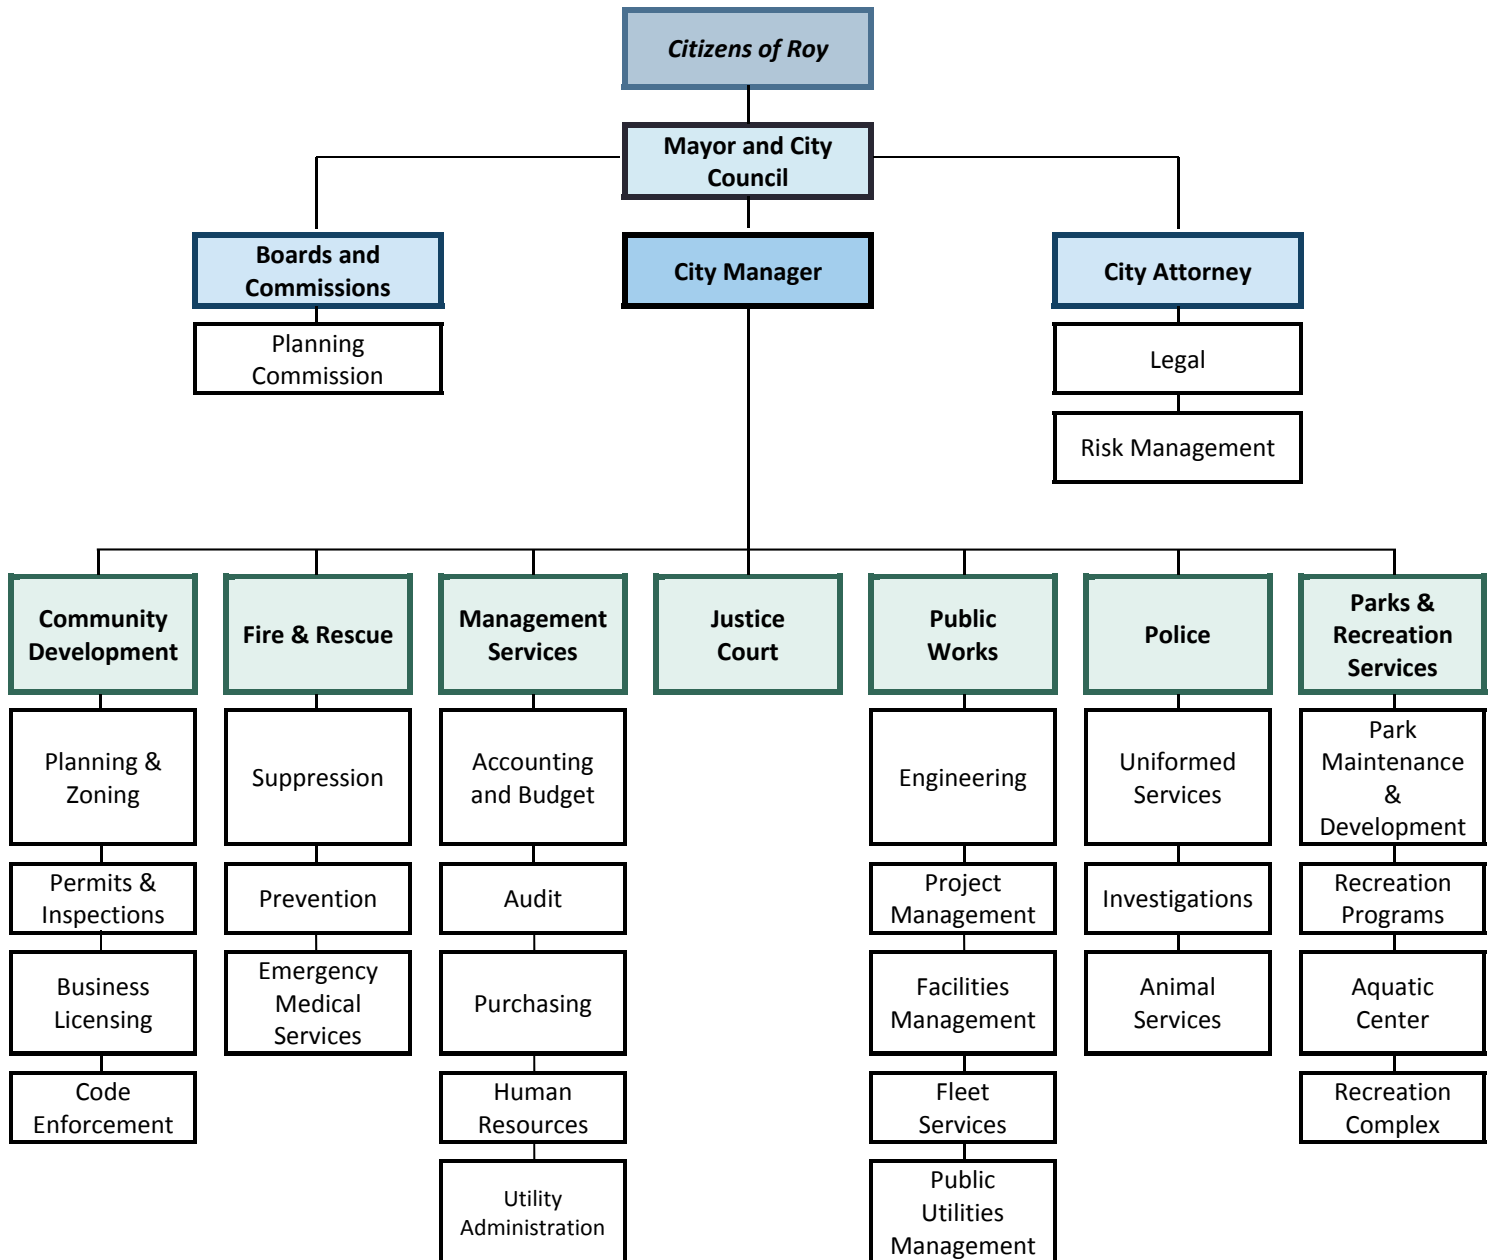 Citizens of Roy
Mayor and City
Council
Boards and
Commissions
City Manager
City Attorney
Planning
Commission
Legal
Risk Management
Community
Development
Fire & Rescue
Management
Services
Justice
Court
Public
Works
Police
Parks &
Recreation
Services
Planning &
Zoning
Suppression
Accounting
and Budget
Engineering
Uniformed
Services
Park
Maintenance
&
Development
Permits &
Inspections
Prevention
Audit
Project
Management
Investigations
Recreation
Programs
Business
Licensing
Emergency
Medical
Services
Purchasing
Facilities
Management
Animal
Services
Aquatic
Center
Code
Enforcement
Human
Resources
Fleet
Services
Recreation
Complex
Utility
Administration
Public
Utilities
Management